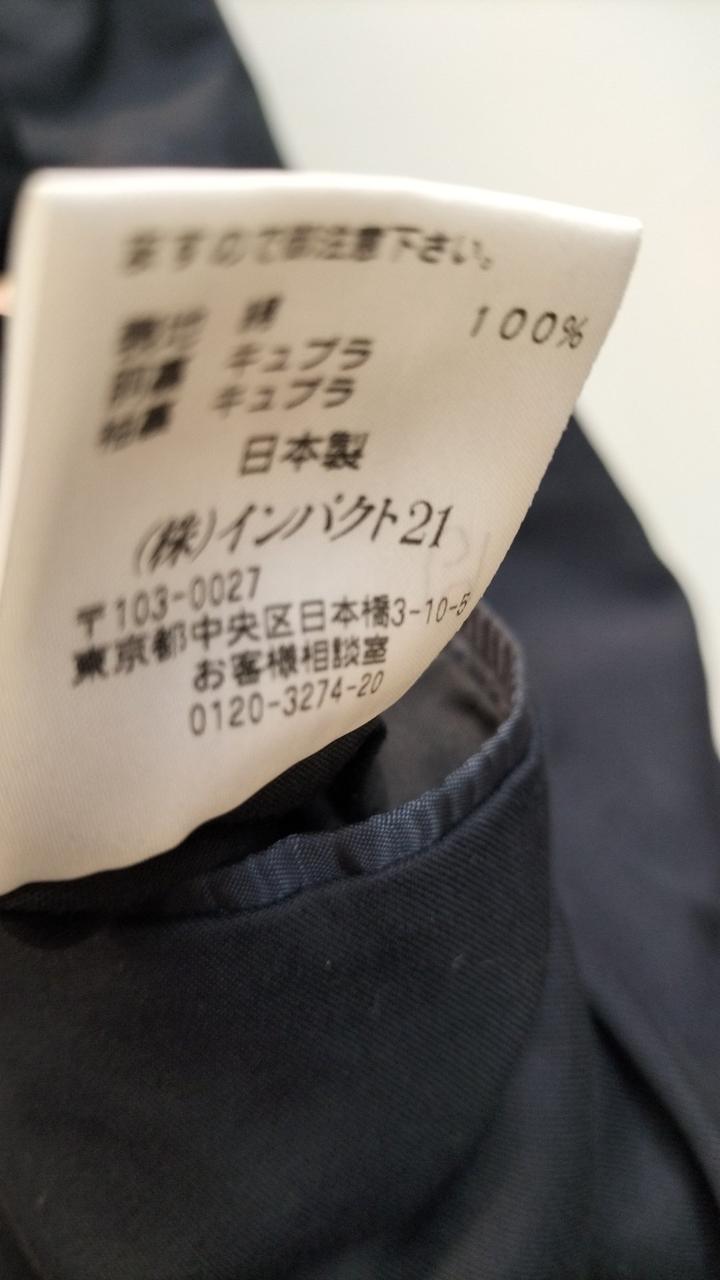 ますので御注意下さい。
表地 綿 100%
前裏 キュプラ
袖裏 キュプラ
日本製
(株)インパクト21
〒103-0027
東京都中央区日本橋3-10-5
お客様相談室
0120-3274-20